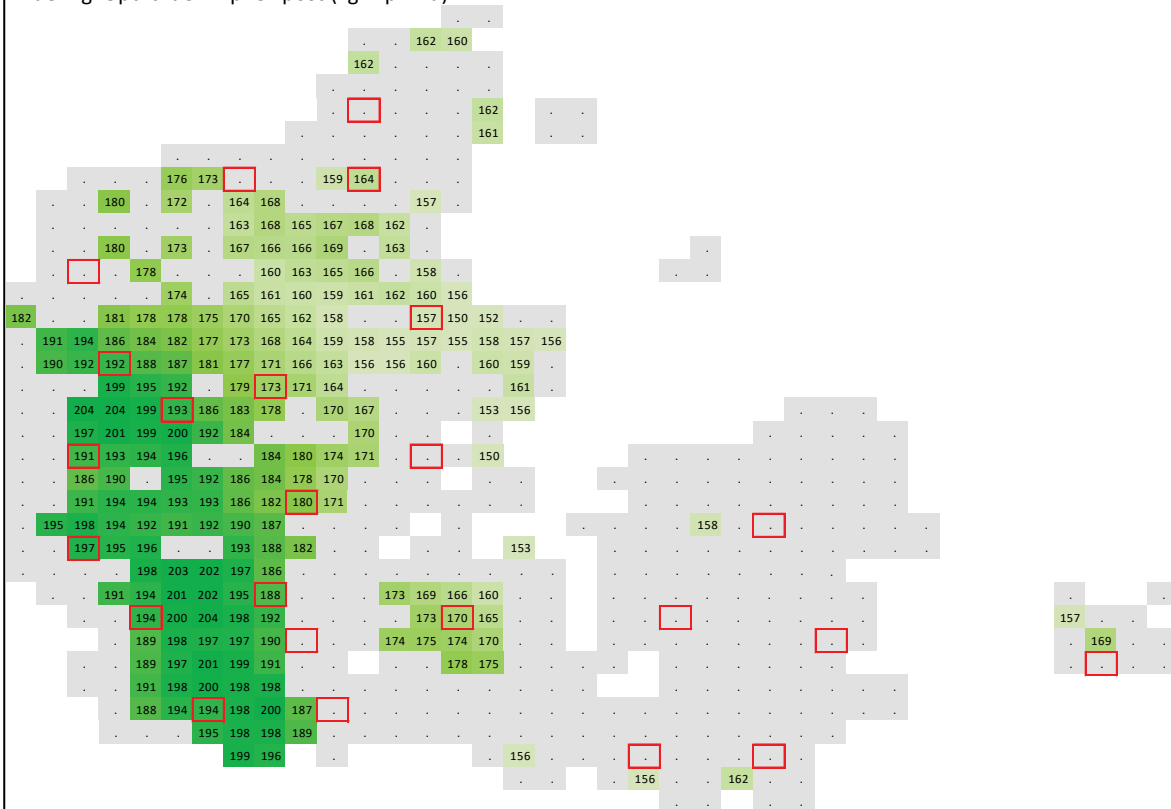 . .
. . 162 160
162 . . . .
. . . . . .
. . . . . 162 . .
. . . . . . 161 . .
. . . . . . . . . .
. . . 176 173 . . . 159 164 . . .
. . 180 . 172 . 164 168 . . . . 157 .
. . . . . . 163 168 165 167 168 162 .
. . 180 . 173 . 167 166 166 169 . 163 . .
. . . 178 . . . 160 163 165 166 . 158 . . .
. . . . . 174 . 165 161 160 159 161 162 160 156
182 . . 181 178 178 175 170 165 162 158 . . 157 150 152 . .
. 191 194 186 184 182 177 173 168 164 159 158 155 157 155 158 157 156
. 190 192 192 188 187 181 177 171 166 163 156 156 160 . 160 159 .
. . . 199 195 192 . 179 173 171 164 . . . . . 161 .
. . 204 204 199 193 186 183 178 . 170 167 . . . 153 156 . . .
. . 197 201 199 200 192 184 . . . 170 . . . . . . . .
. . 191 193 194 196 . . 184 180 174 171 . . . 150 . . . . . . . . .
. . 186 190 . 195 192 186 184 178 170 . . . . . . . . . . . . . . .
. . 191 194 194 193 193 186 182 180 171 . . . . . . . . . . . . . . .
. 195 198 194 192 191 192 190 187 . . . . . . . . . . 158 . . . . . . .
. . 197 195 196 . . 193 188 182 . . . . . 153 . . . . . . . . . . .
. . . . 198 203 202 197 186 . . . . . . . . . . . . . . . . .
. . 191 194 201 202 195 188 . . . 173 169 166 160 . . . . . . . . . . . . . .
. . 194 200 204 198 192 . . . . 173 170 165 . . . . . . . . . . . . 157 . .
. 189 198 197 197 190 . . 174 175 174 170 . . . . . . . . . . . . . 169 . .
. . 189 197 201 199 191 . . . . 178 175 . . . . . . . . . . . . .
. . 191 198 200 198 198 . . . . . . . . . . . . . . . . . .
. 188 194 194 198 200 187 . . . . . . . . . . . . . . . . . . .
. . . 195 198 198 189 . . . . . . . . . . . . . . . . .
199 196 . . 156 . . . . . . . .
. . . 156 . . 162 . .
. . . .